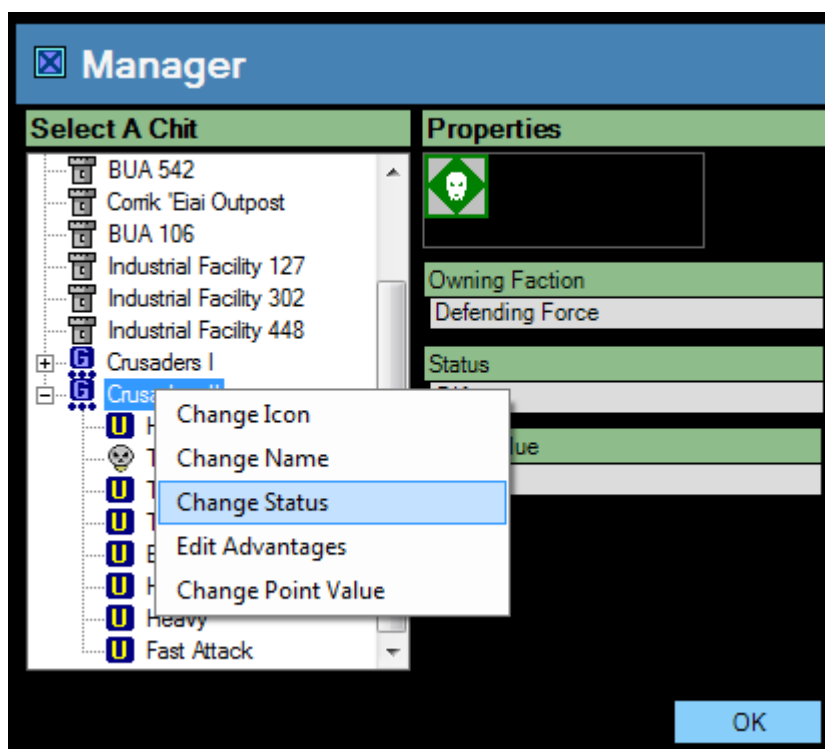 Manager
Select A Chit
Properties
BUA 542
Corrik 'Eiai Outpost
BUA 106
Industrial Facility 127
Industrial Facility 302
Industrial Facility 448
Crusaders I
Owning Faction
Defending Force
Status
Change Icon
Change Name
Change Status
Edit Advantages
Change Point Value
Heavy
Fast Attack
OK